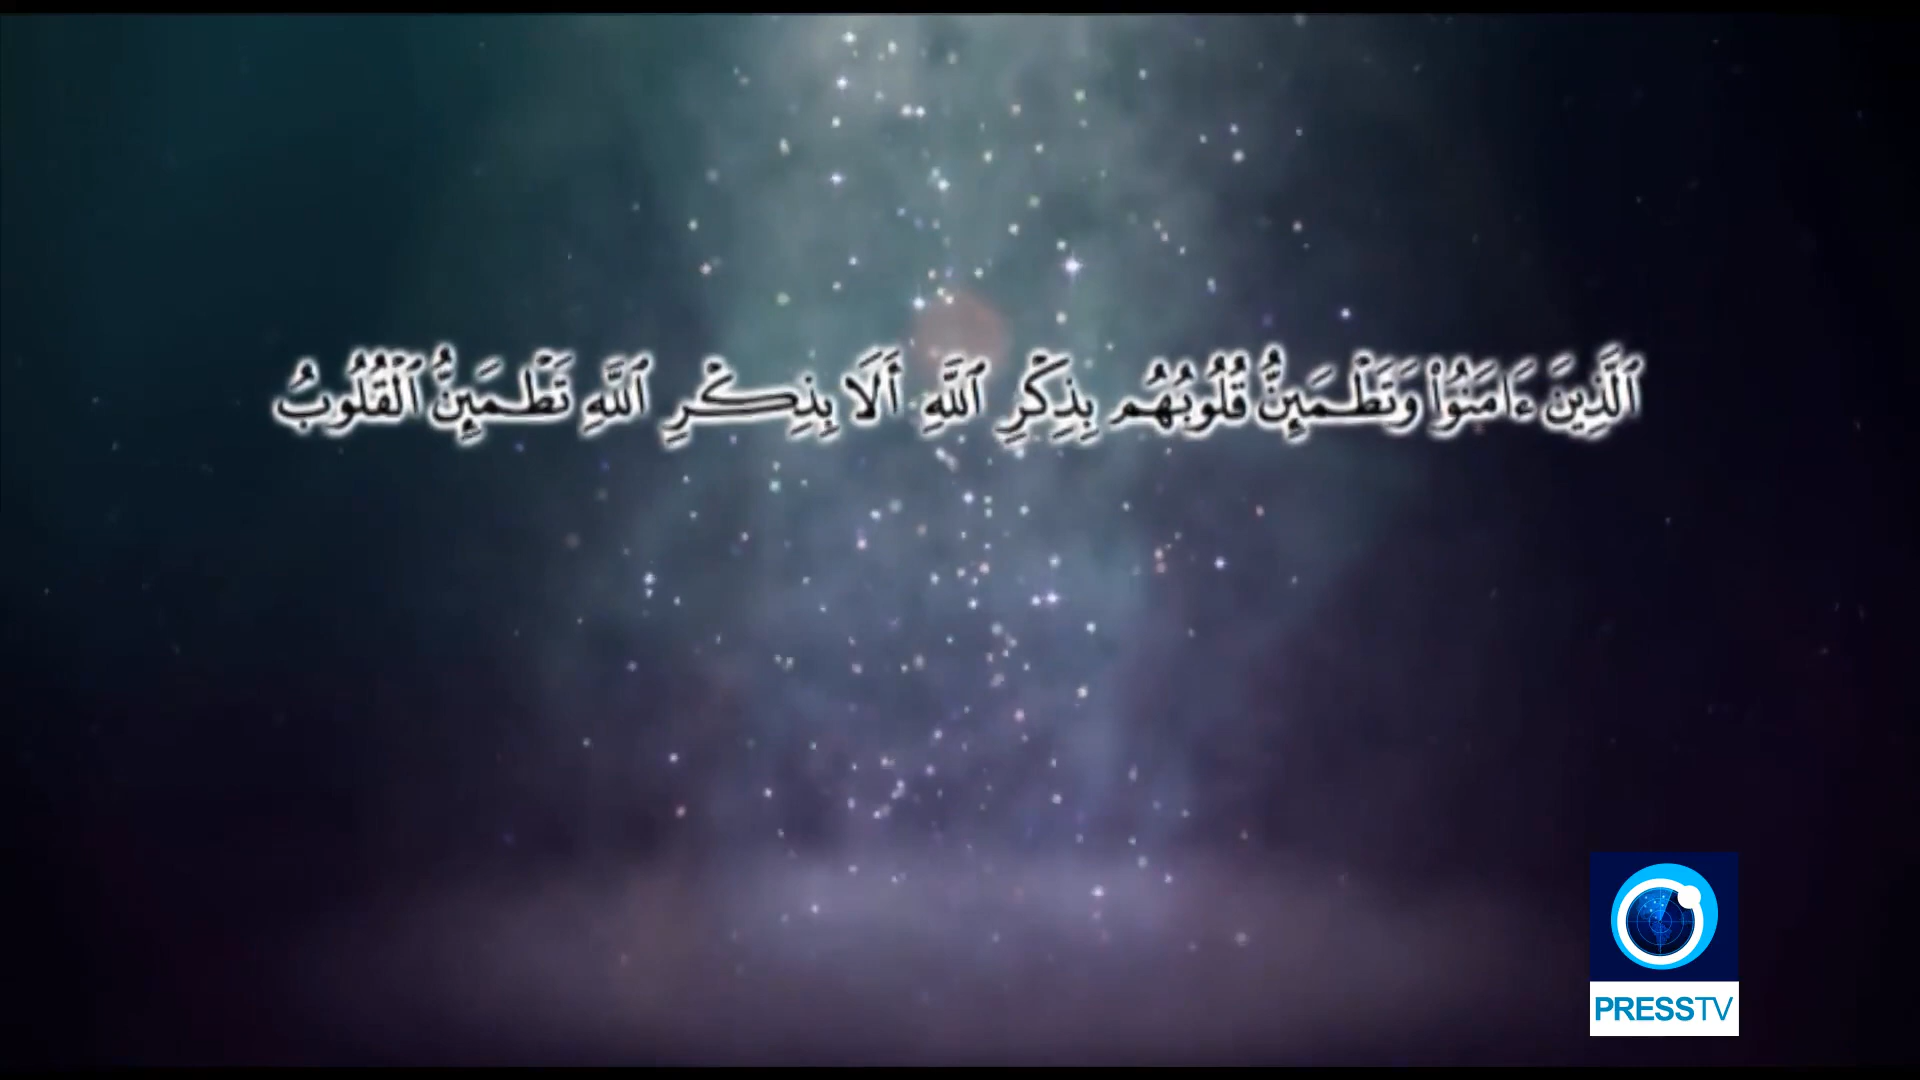 ٱلَّذِينَ ءَامَنُوا۟ وَتَطْمَئِنُّ قُلُوبُهُم بِذِكْرِ ٱللَّهِ أَلَا بِذِكْرِ ٱللَّهِ تَطْمَئِنُّ ٱلْقُلُوبُ
PRESSTV